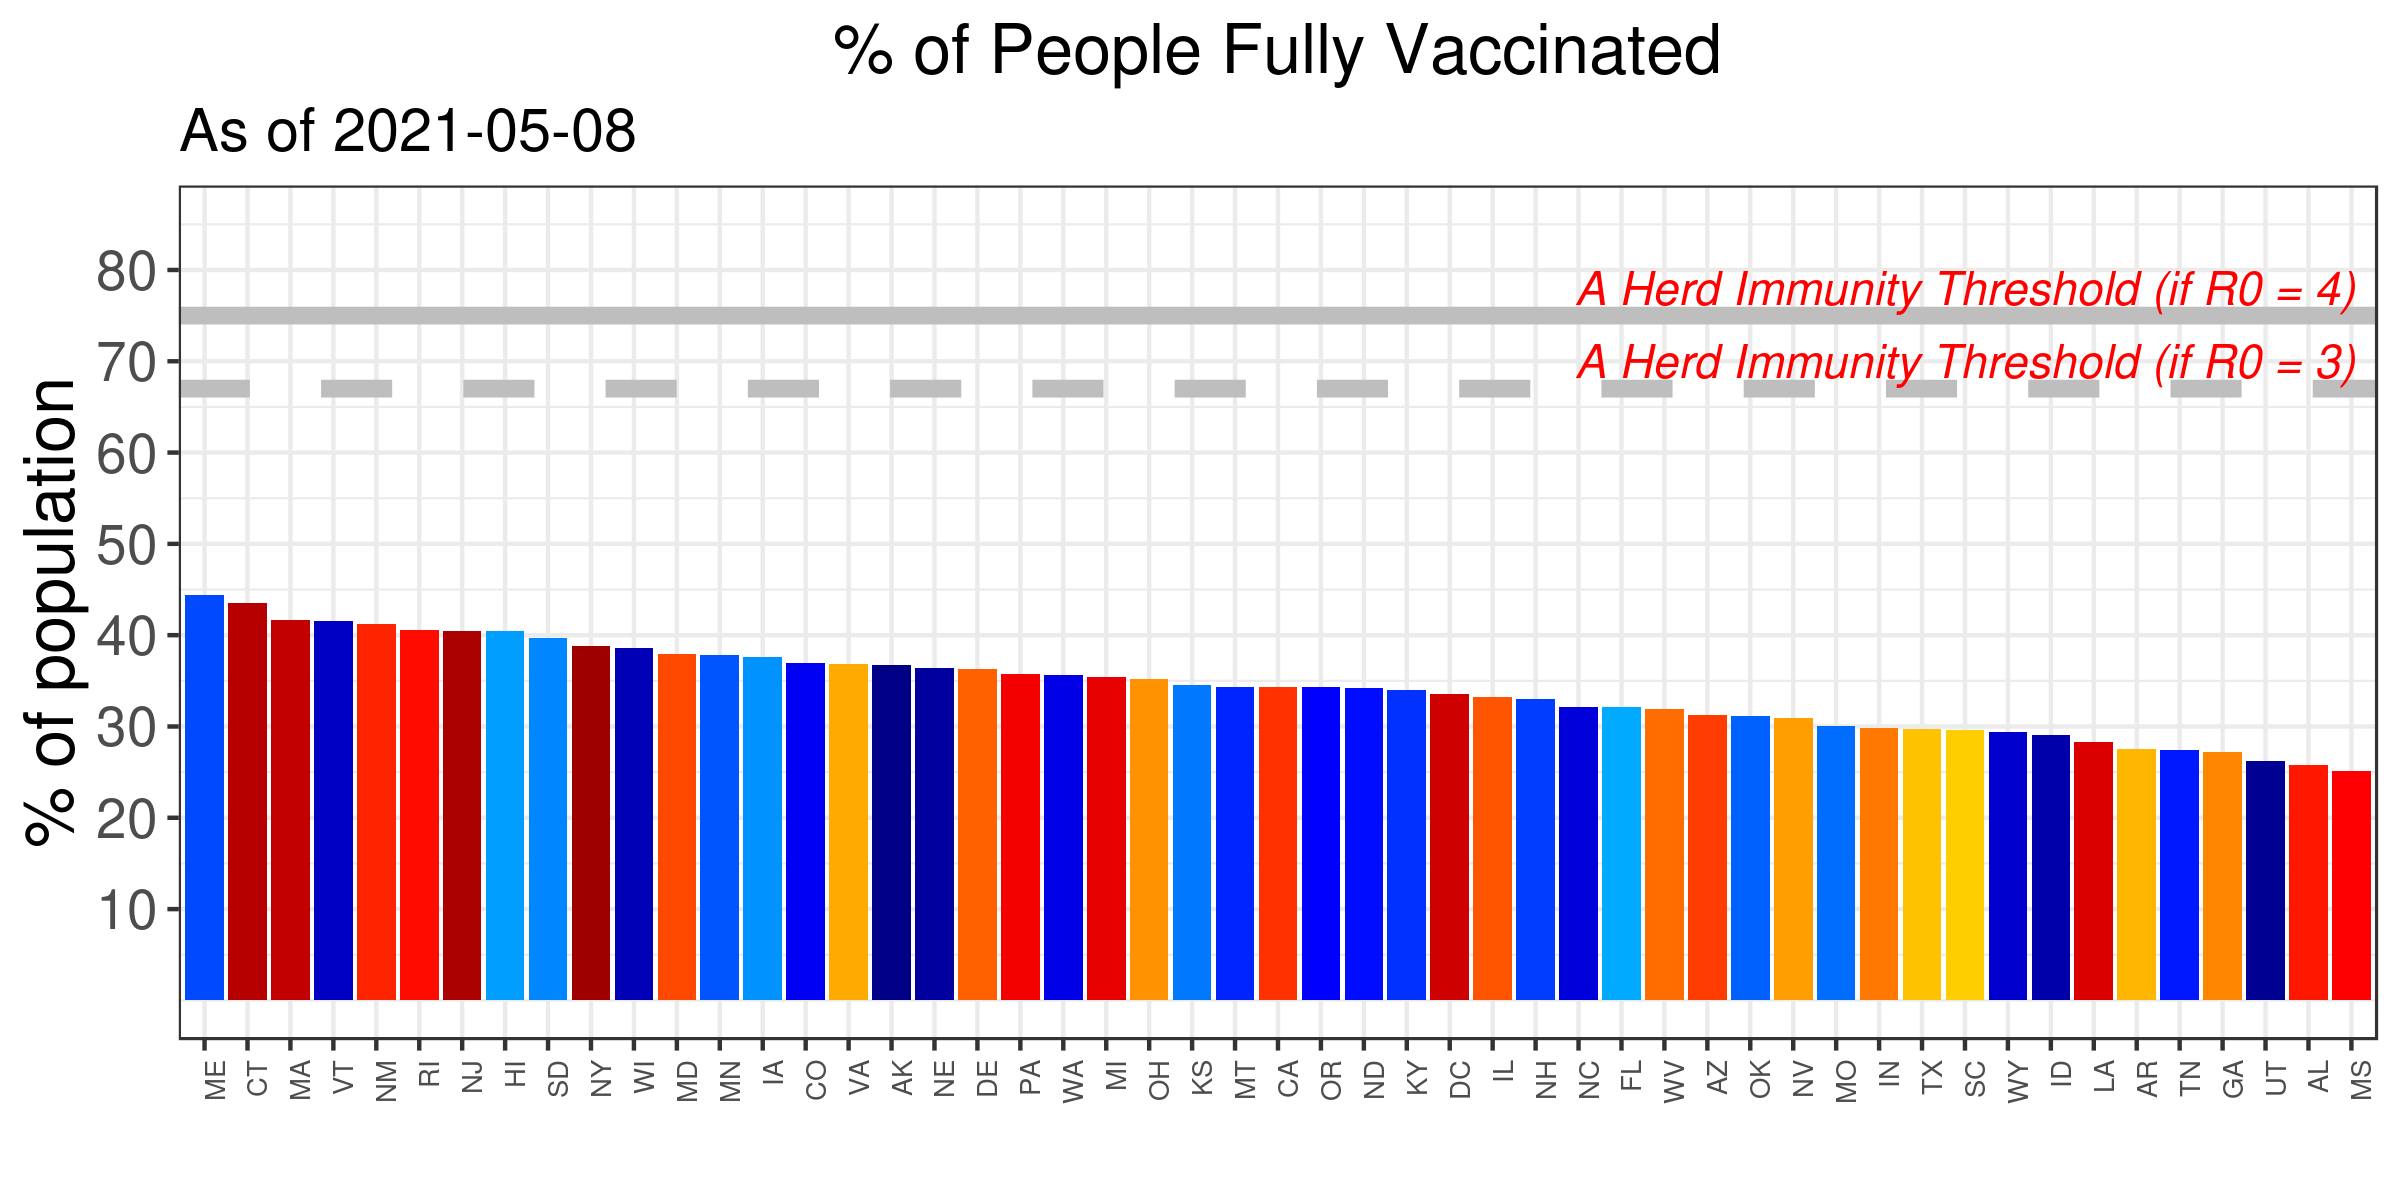 % of People Fully Vaccinated
As of 2021-05-08
% of population
80
70
60
50
40
30
20
10
A Herd Immunity Threshold (if R0 = 4)
A Herd Immunity Threshold (if R0 = 3)
ME CT MA VT NM RI NJ HI SD NY WI MD MN IA CO VA AK NE DE PA WA MI OH KS MT CA OR ND KY DC IL NH NC FL WV AZ OK NV MO IN TX SC WY ID LA AR TN GA UT AL MS